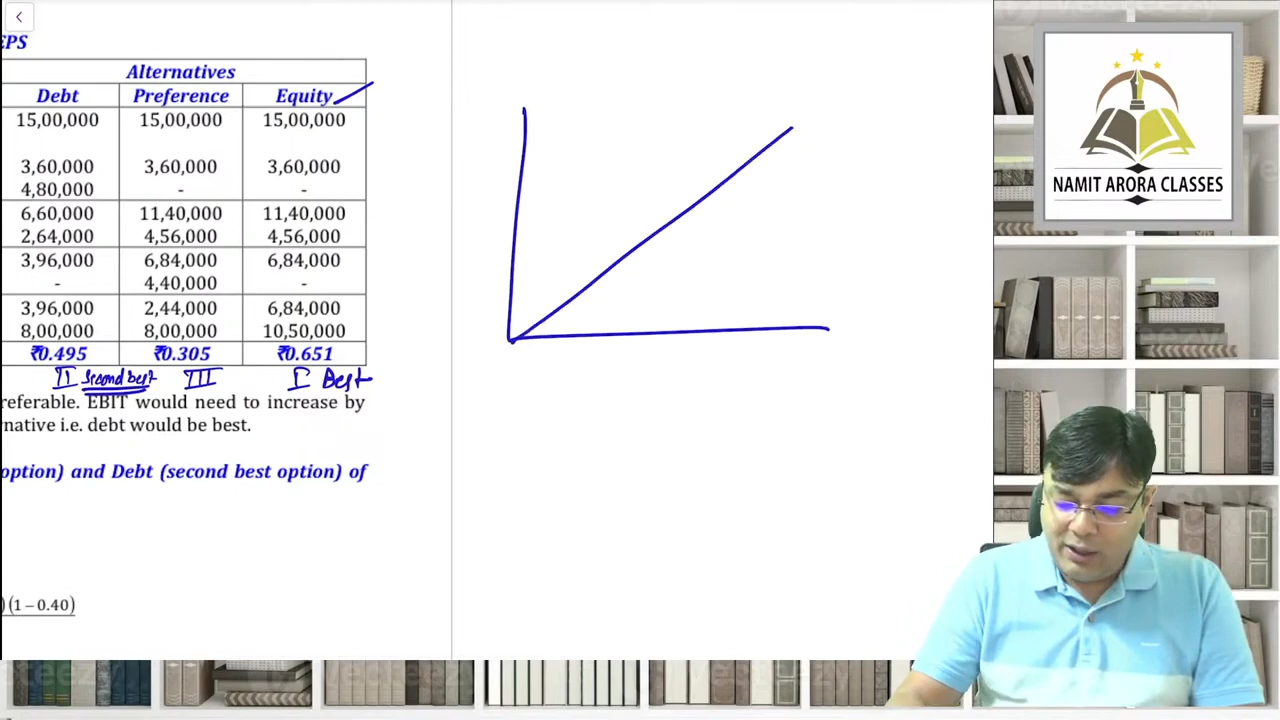 EPS
Alternatives
Debt Preference Equity
15,00,000 15,00,000 15,00,000
3,60,000 3,60,000 3,60,000
4,80,000 - -
6,60,000 11,40,000 11,40,000
2,64,000 4,56,000 4,56,000
3,96,000 6,84,000 6,84,000
- 4,40,000 -
3,96,000 2,44,000 6,84,000
8,00,000 8,00,000 10,50,000
₹0.495 ₹0.305 ₹0.651
II Second best III I Best
referable. EBIT would need to increase by
native i.e. debt would be best.
option) and Debt (second best option) of
) (1 – 0.40)
NAMIT ARORA CLASSES